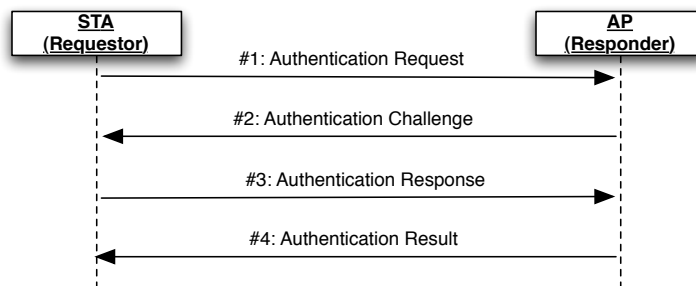 STA
(Requestor)
AP
(Responder)
#1: Authentication Request
#2: Authentication Challenge
#3: Authentication Response
#4: Authentication Result